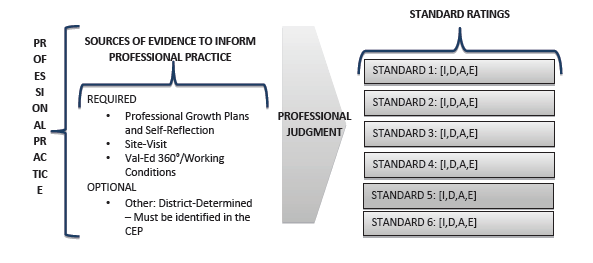 PR
OF
ES
SI
ON
AL
PR
AC
TIC
E
SOURCES OF EVIDENCE TO INFORM
PROFESSIONAL PRACTICE
REQUIRED
• Professional Growth Plans
and Self-Reflection
• Site-Visit
• Val-Ed 360°/Working
Conditions
OPTIONAL
• Other: District-Determined
– Must be identified in the
CEP
PROFESSIONAL
JUDGMENT
STANDARD RATINGS
STANDARD 1: [I,D,A,E]
STANDARD 2: [I,D,A,E]
STANDARD 3: [I,D,A,E]
STANDARD 4: [I,D,A,E]
STANDARD 5: [I,D,A,E]
STANDARD 6: [I,D,A,E]